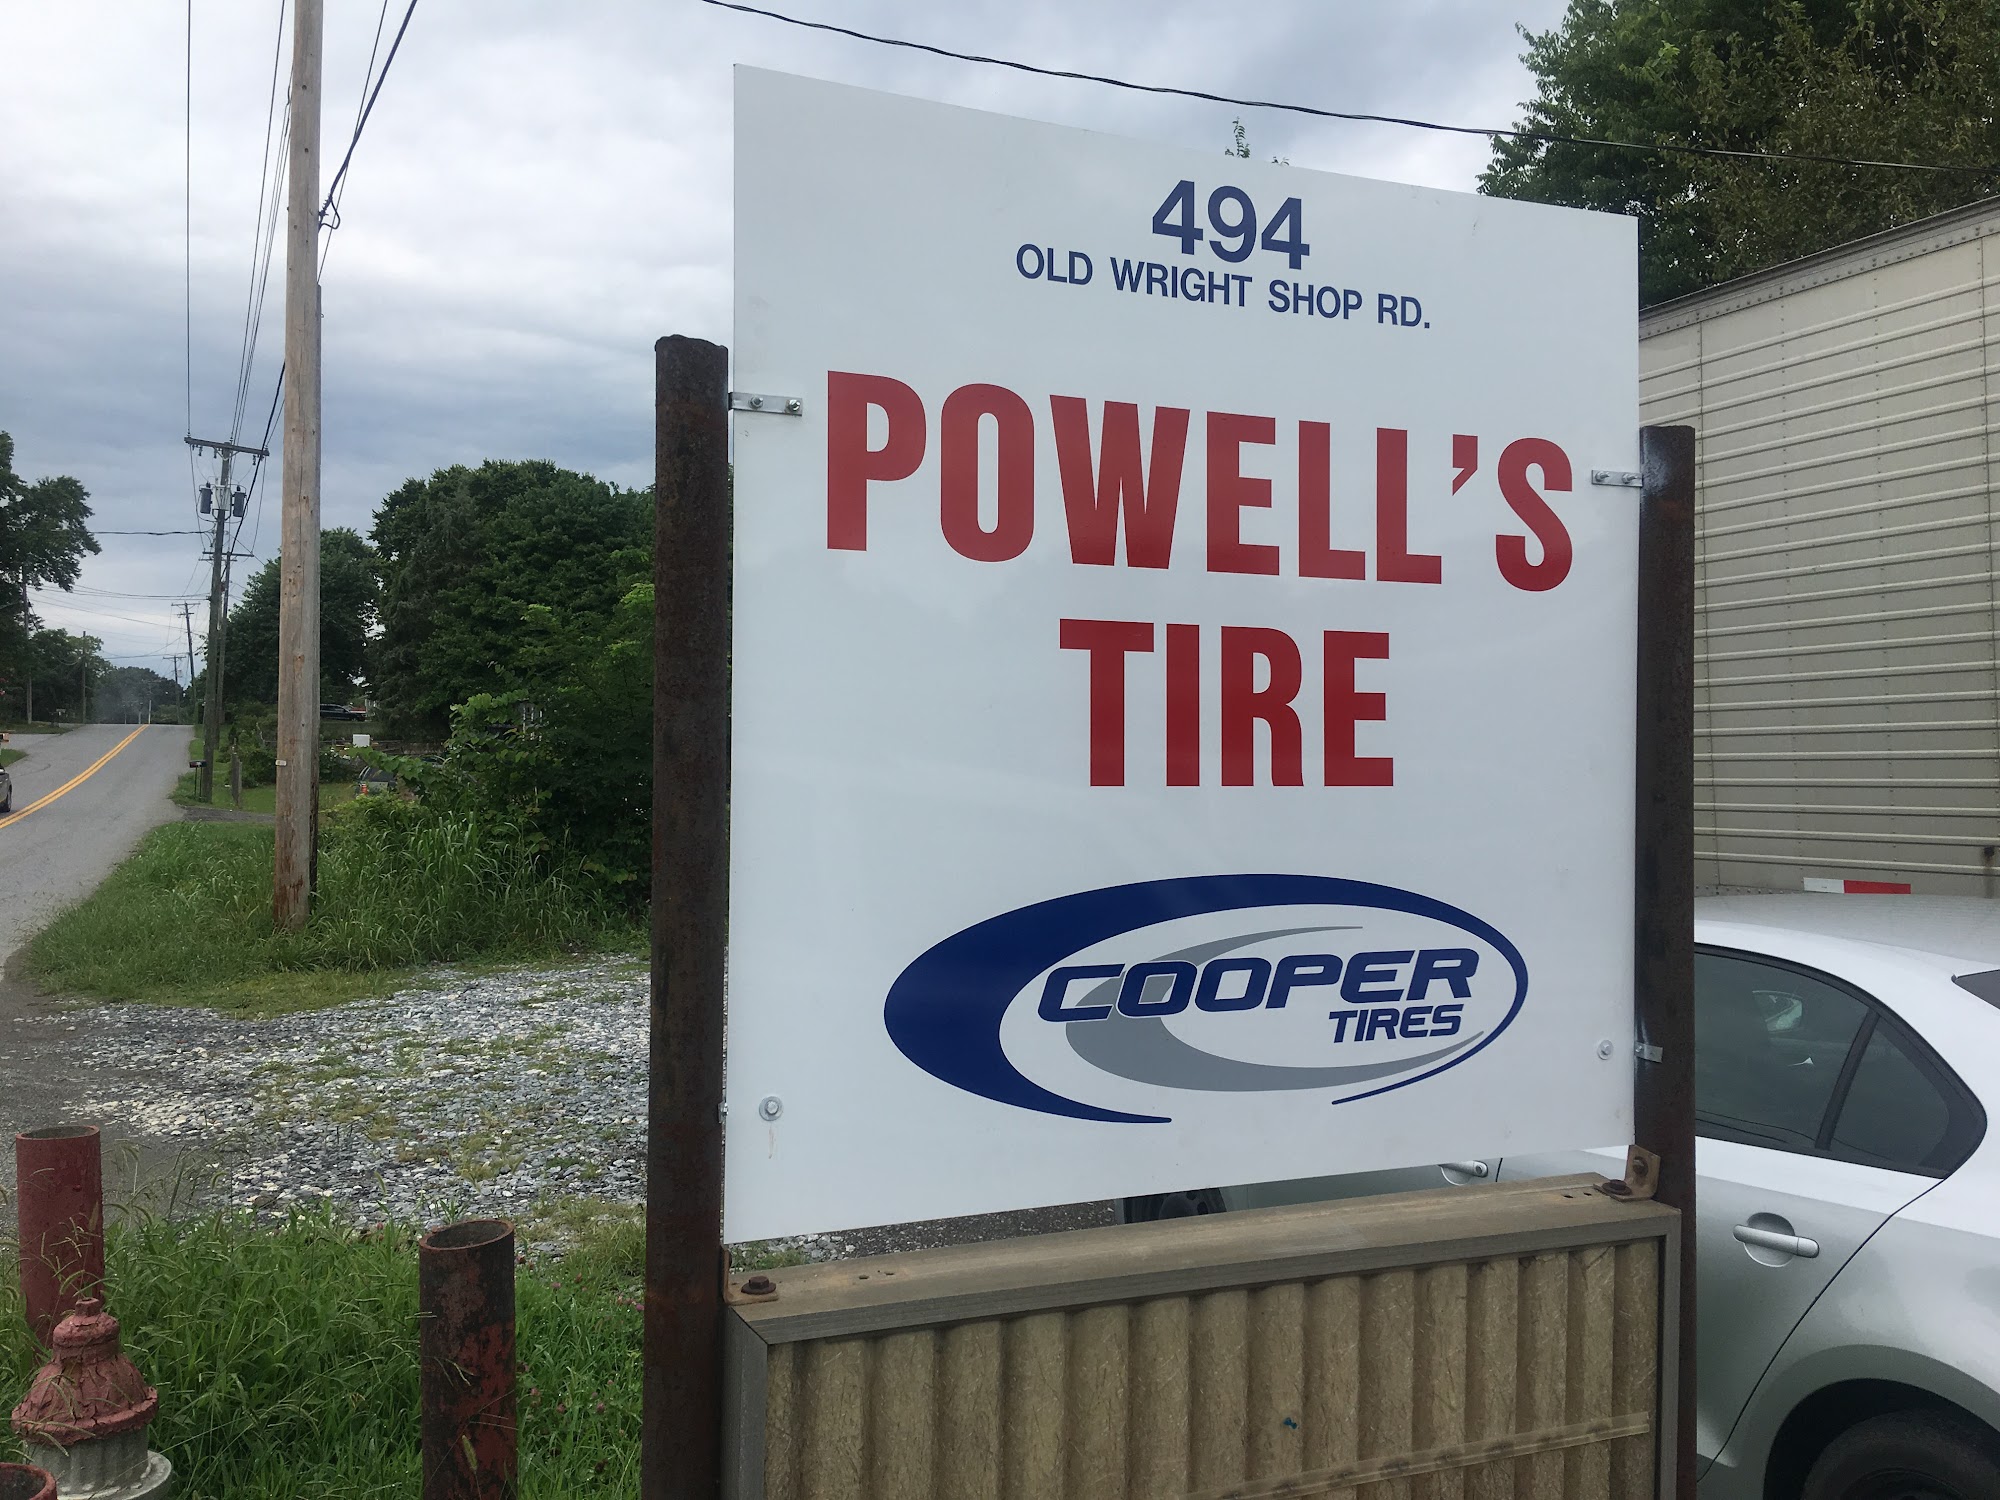 494
OLD WRIGHT SHOP RD.
POWELL'S
TIRE
COOPER
TIRES